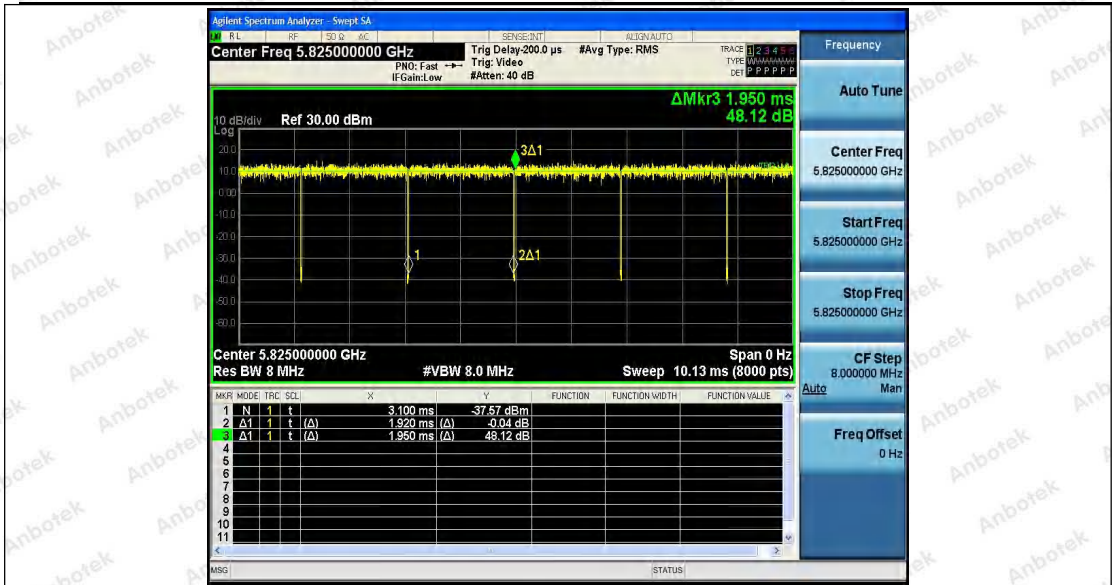 Agilent Spectrum Analyzer - Swept SA
RL RF 50 Ω AC SENSE:INT ALIGNAUTO
Center Freq 5.825000000 GHz
Trig Delay-200.0 µs #Avg Type: RMS
PNO: Fast Trig: Video
IFGain:Low #Atten: 40 dB
TRACE 1 2 3 4 5 6
TYPE
DET P P P P P P
ΔMkr3 1.950 ms
48.12 dB
10 dB/div Ref 30.00 dBm
Log
20.0
10.0
0.00
-10.0
-20.0
-30.0
-40.0
-50.0
-60.0
3Δ1
1
2Δ1
Center 5.825000000 GHz Span 0 Hz
Res BW 8 MHz #VBW 8.0 MHz Sweep 10.13 ms (8000 pts)
MKR MODE TRC SCL X Y FUNCTION FUNCTION WIDTH FUNCTION VALUE
1 N 1 t 3.100 ms -37.57 dBm
2 Δ1 1 t (Δ) 1.920 ms (Δ) -0.04 dB
3 Δ1 1 t (Δ) 1.950 ms (Δ) 48.12 dB
4
5
6
7
8
9
10
11
MSG STATUS
Frequency
Auto Tune
Center Freq
5.825000000 GHz
Start Freq
5.825000000 GHz
Stop Freq
5.825000000 GHz
CF Step
8.000000 MHz
Auto Man
Freq Offset
0 Hz
Anbotek